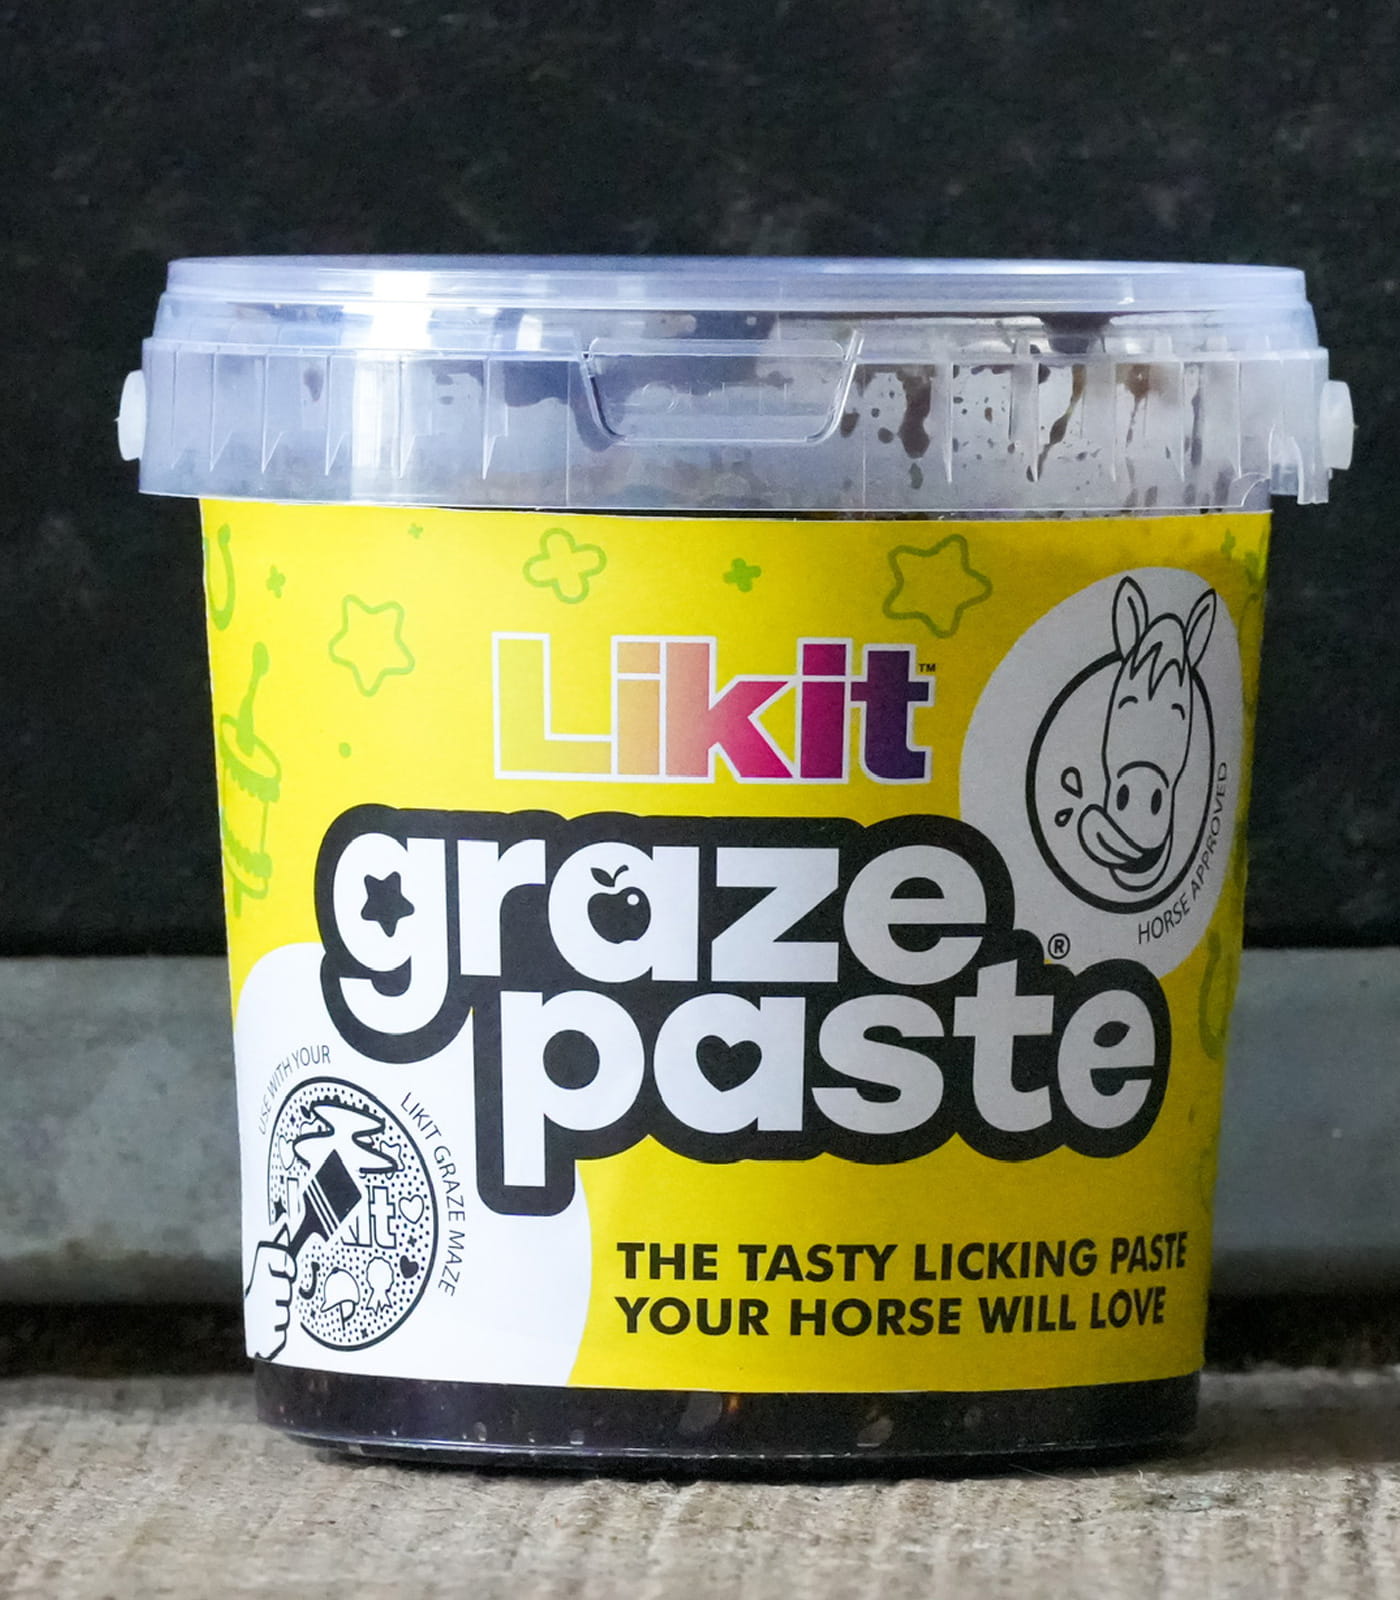 Likit™
graze
paste®
HORSE APPROVED
USE WITH YOUR
LIKIT GRAZE MAZE
THE TASTY LICKING PASTE
YOUR HORSE WILL LOVE